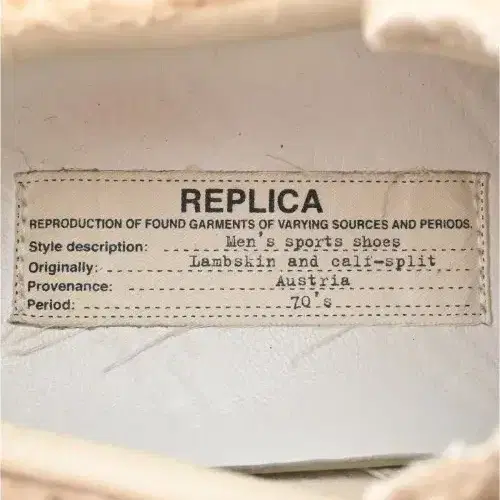 REPLICA
REPRODUCTION OF FOUND GARMENTS OF VARYING SOURCES AND PERIODS.
Style description: Men's sports shoes
Originally: Lambskin and calf-split
Provenance: Austria
Period: 70's